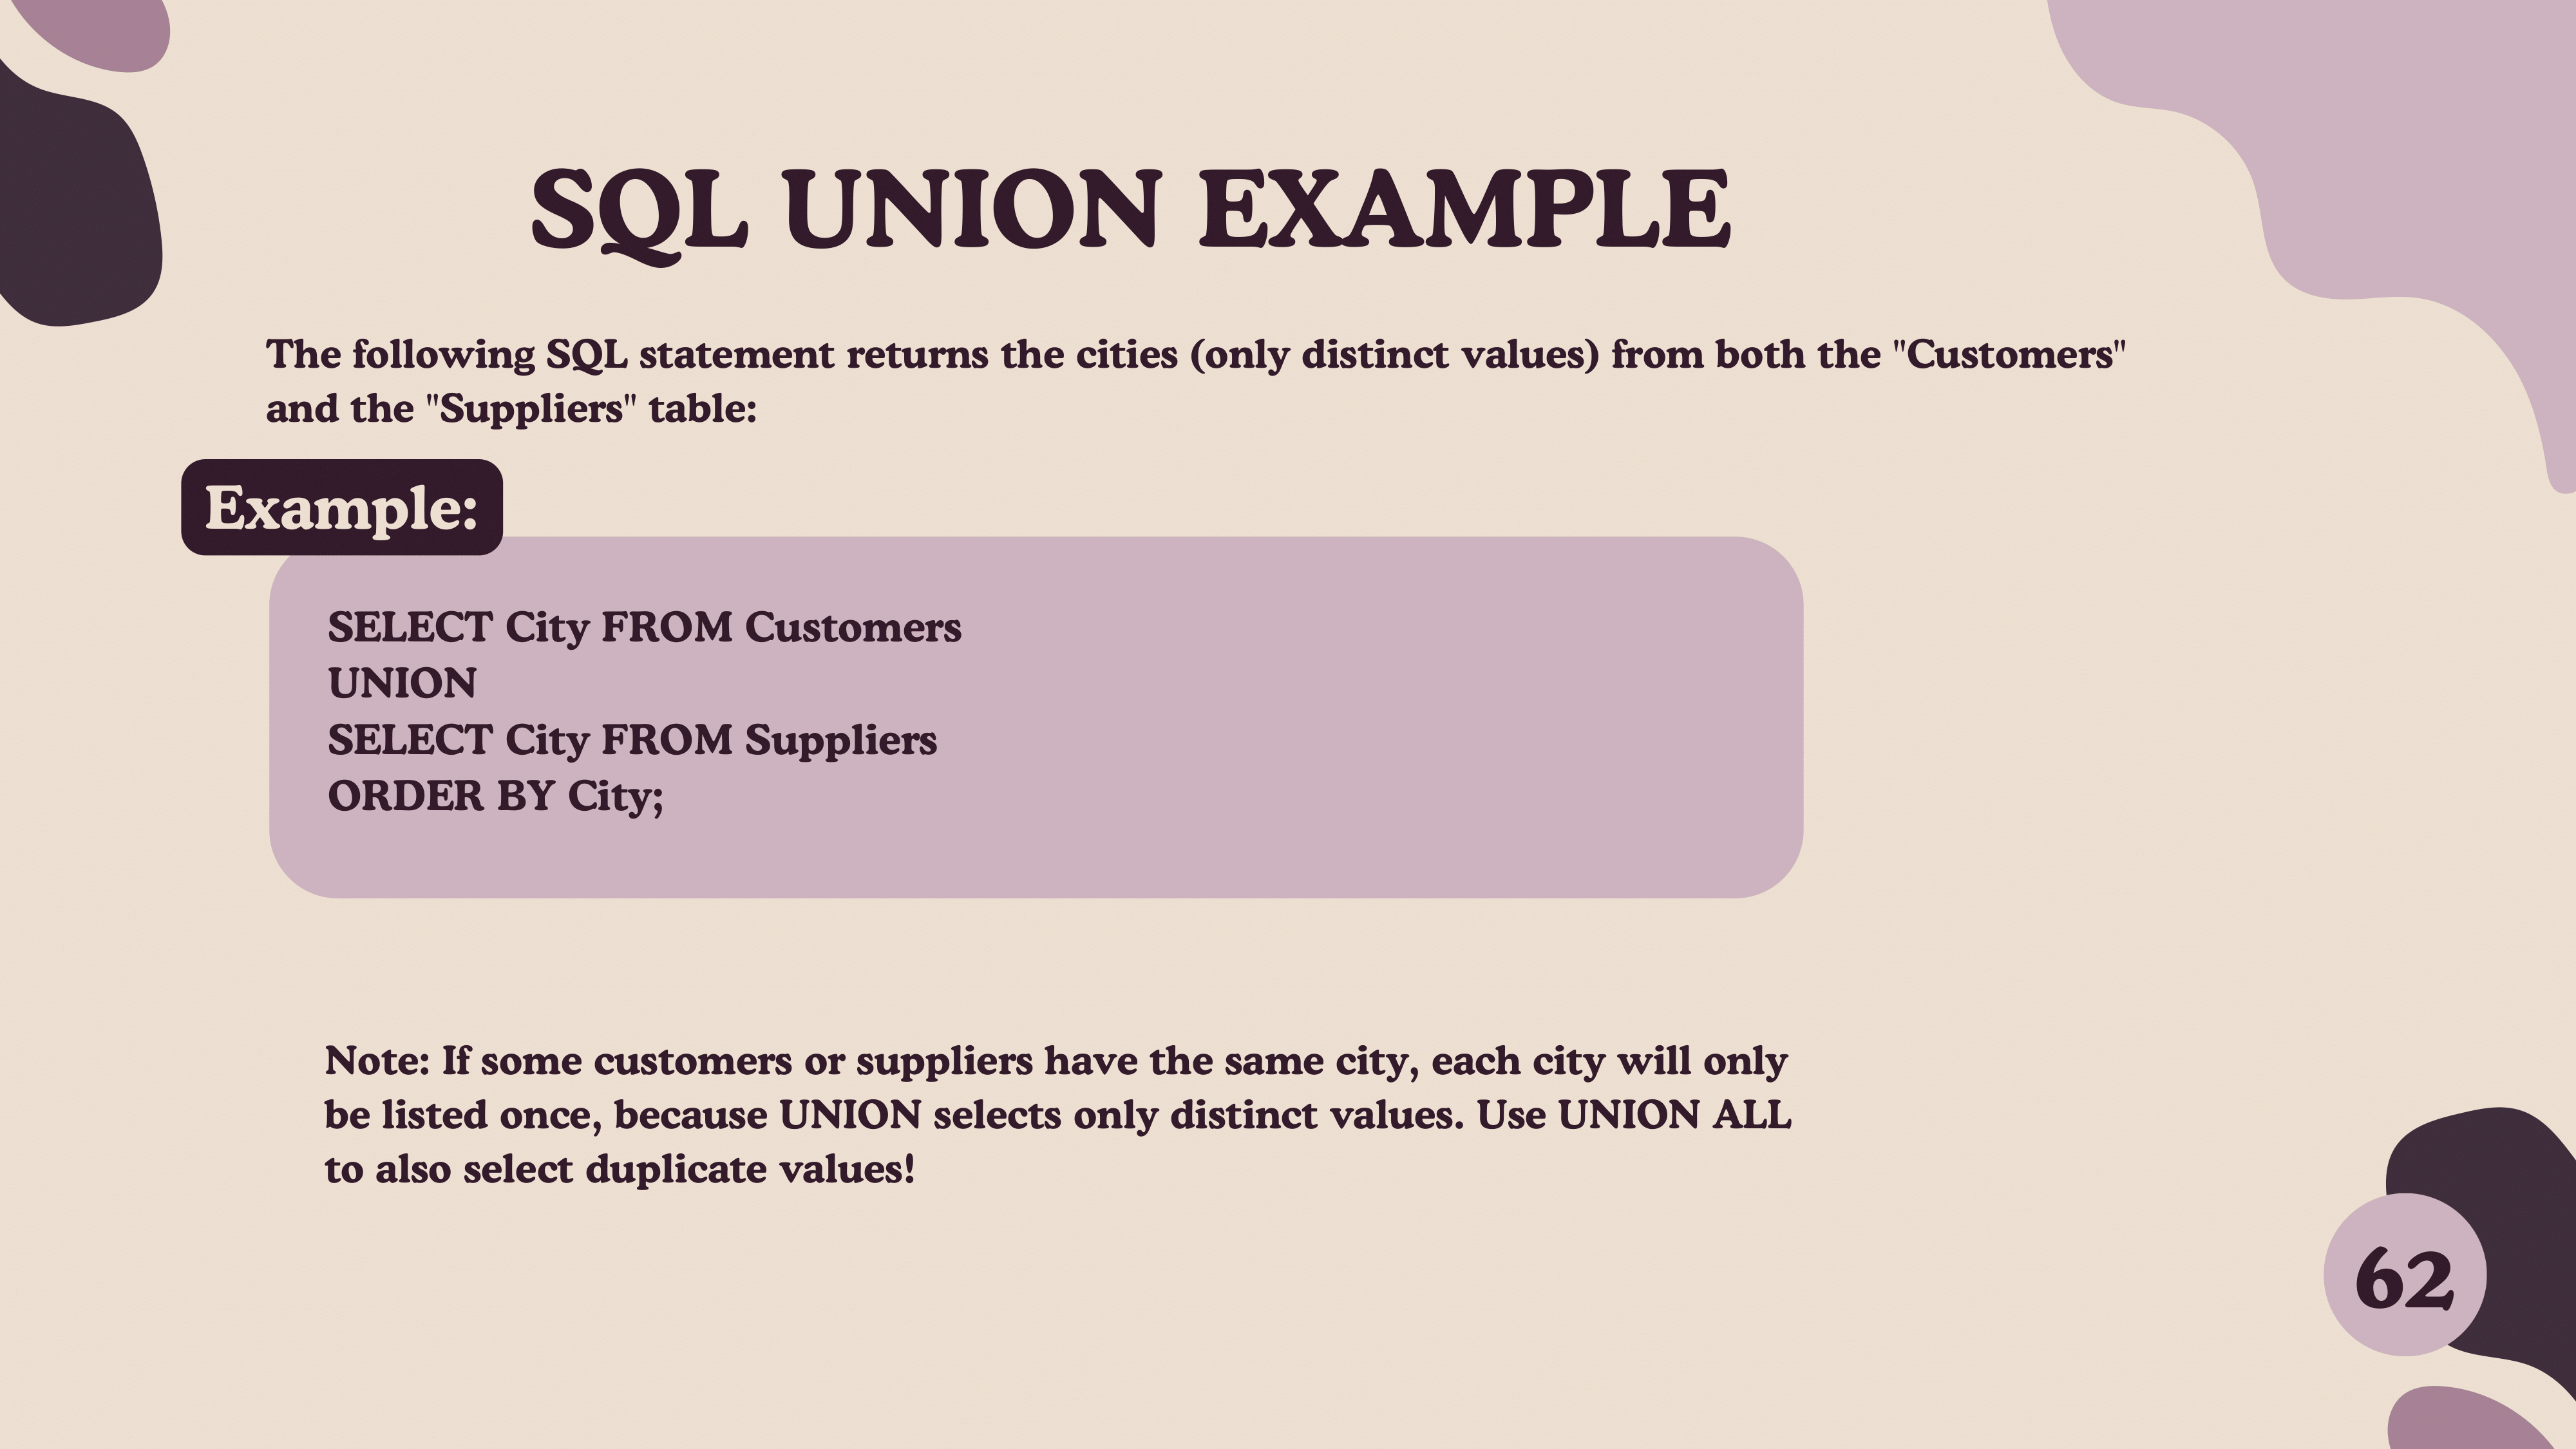 SQL UNION EXAMPLE
The following SQL statement returns the cities (only distinct values) from both the "Customers"
and the "Suppliers" table:
Example:
SELECT City FROM Customers
UNION
SELECT City FROM Suppliers
ORDER BY City;
Note: If some customers or suppliers have the same city, each city will only
be listed once, because UNION selects only distinct values. Use UNION ALL
to also select duplicate values!
62